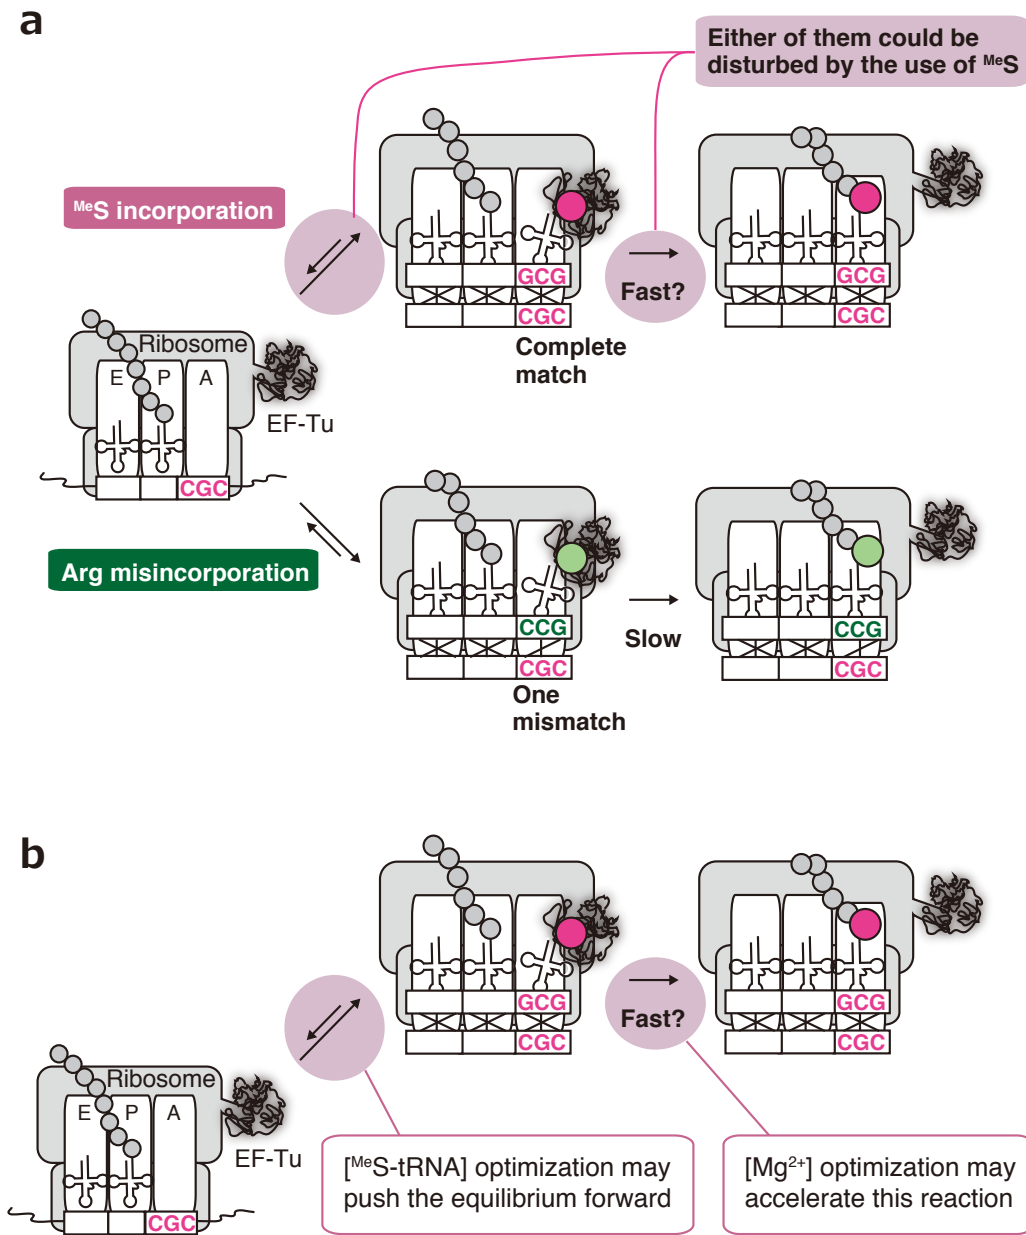 a
Either of them could be
disturbed by the use of ᴹᵉS
ᴹᵉS incorporation
GCG
CGC
Fast?
GCG
CGC
Complete
match
Ribosome
E P A
EF-Tu
CGC
Arg misincorporation
CCG
CGC
Slow
CCG
CGC
One
mismatch
b
GCG
CGC
Fast?
GCG
CGC
Ribosome
E P A
EF-Tu
CGC
[ᴹᵉS-tRNA] optimization may
push the equilibrium forward
[Mg²⁺] optimization may
accelerate this reaction